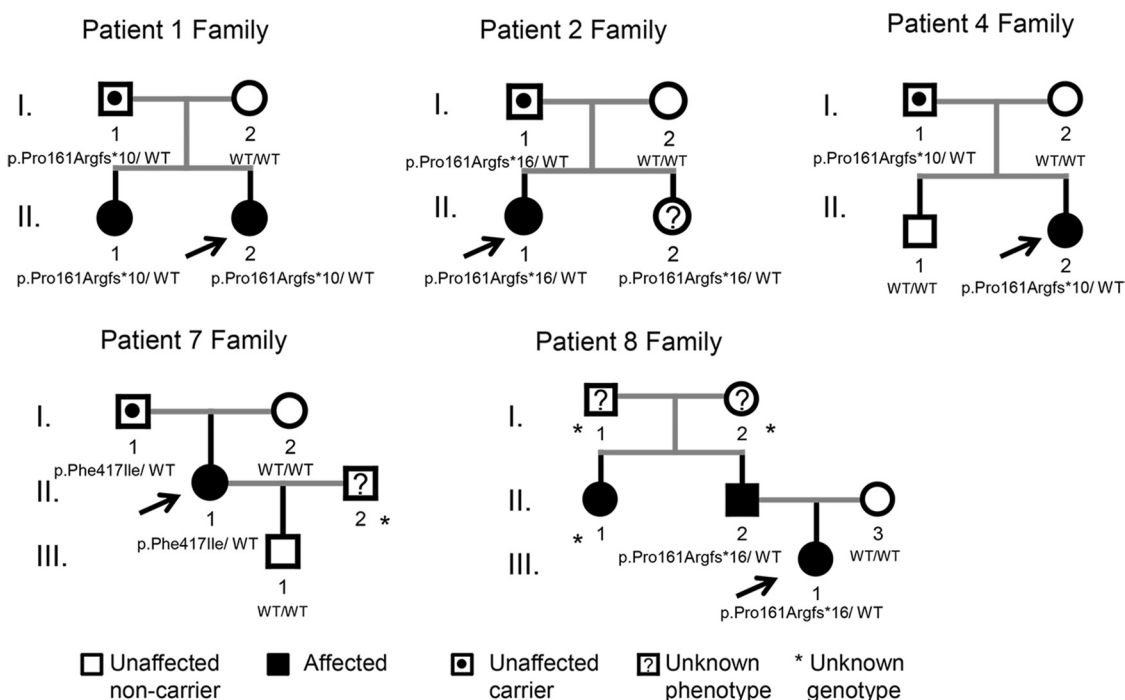 Patient 1 Family
Patient 2 Family
Patient 4 Family
I.
1
2
p.Pro161Argfs*10/ WT
WT/WT
II.
1
2
p.Pro161Argfs*10/ WT
p.Pro161Argfs*10/ WT
I.
1
2
p.Pro161Argfs*16/ WT
WT/WT
II.
?
1
2
p.Pro161Argfs*16/ WT
p.Pro161Argfs*16/ WT
I.
1
2
p.Pro161Argfs*10/ WT
WT/WT
II.
1
2
WT/WT
p.Pro161Argfs*10/ WT
Patient 7 Family
Patient 8 Family
I.
1
2
p.Phe417Ile/ WT
WT/WT
II.
?
1
2 *
p.Phe417Ile/ WT
III.
1
WT/WT
I.
? ?
* 1
2 *
II.
* 1
2
3
p.Pro161Argfs*16/ WT
WT/WT
III.
1
p.Pro161Argfs*16/ WT
Unaffected
non-carrier
Affected
Unaffected
carrier
? Unknown
phenotype
* Unknown
genotype